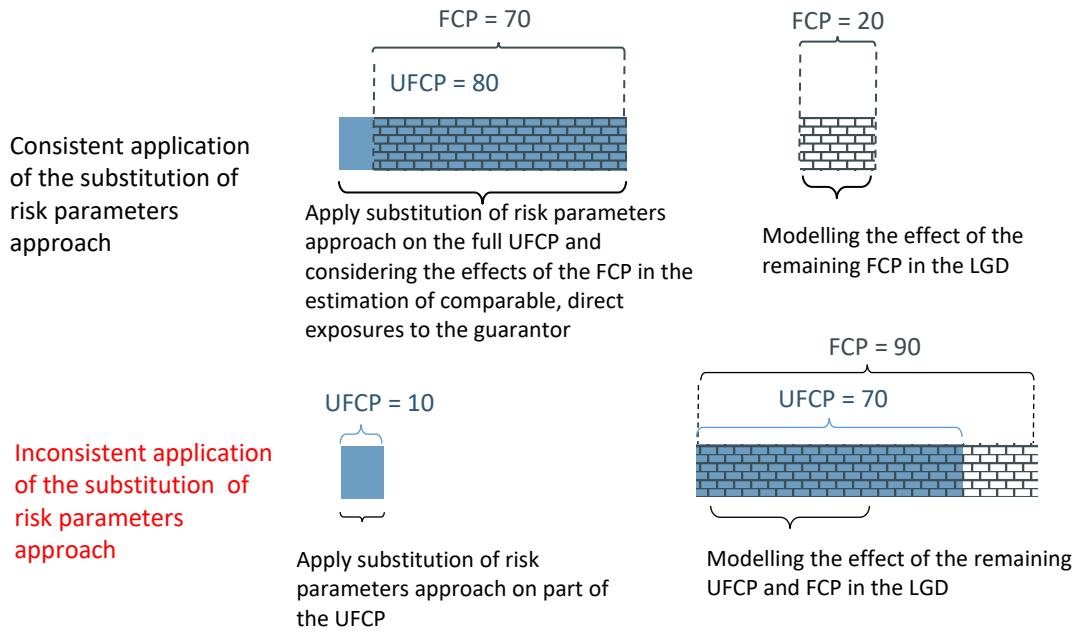 FCP = 70
FCP = 20
UFCP = 80
Consistent application
of the substitution of
risk parameters
approach
Apply substitution of risk parameters
approach on the full UFCP and
considering the effects of the FCP in the
estimation of comparable, direct
exposures to the guarantor
Modelling the effect of the
remaining FCP in the LGD
FCP = 90
UFCP = 10
UFCP = 70
Inconsistent application
of the substitution of
risk parameters
approach
Apply substitution of risk
parameters approach on part of
the UFCP
Modelling the effect of the remaining
UFCP and FCP in the LGD